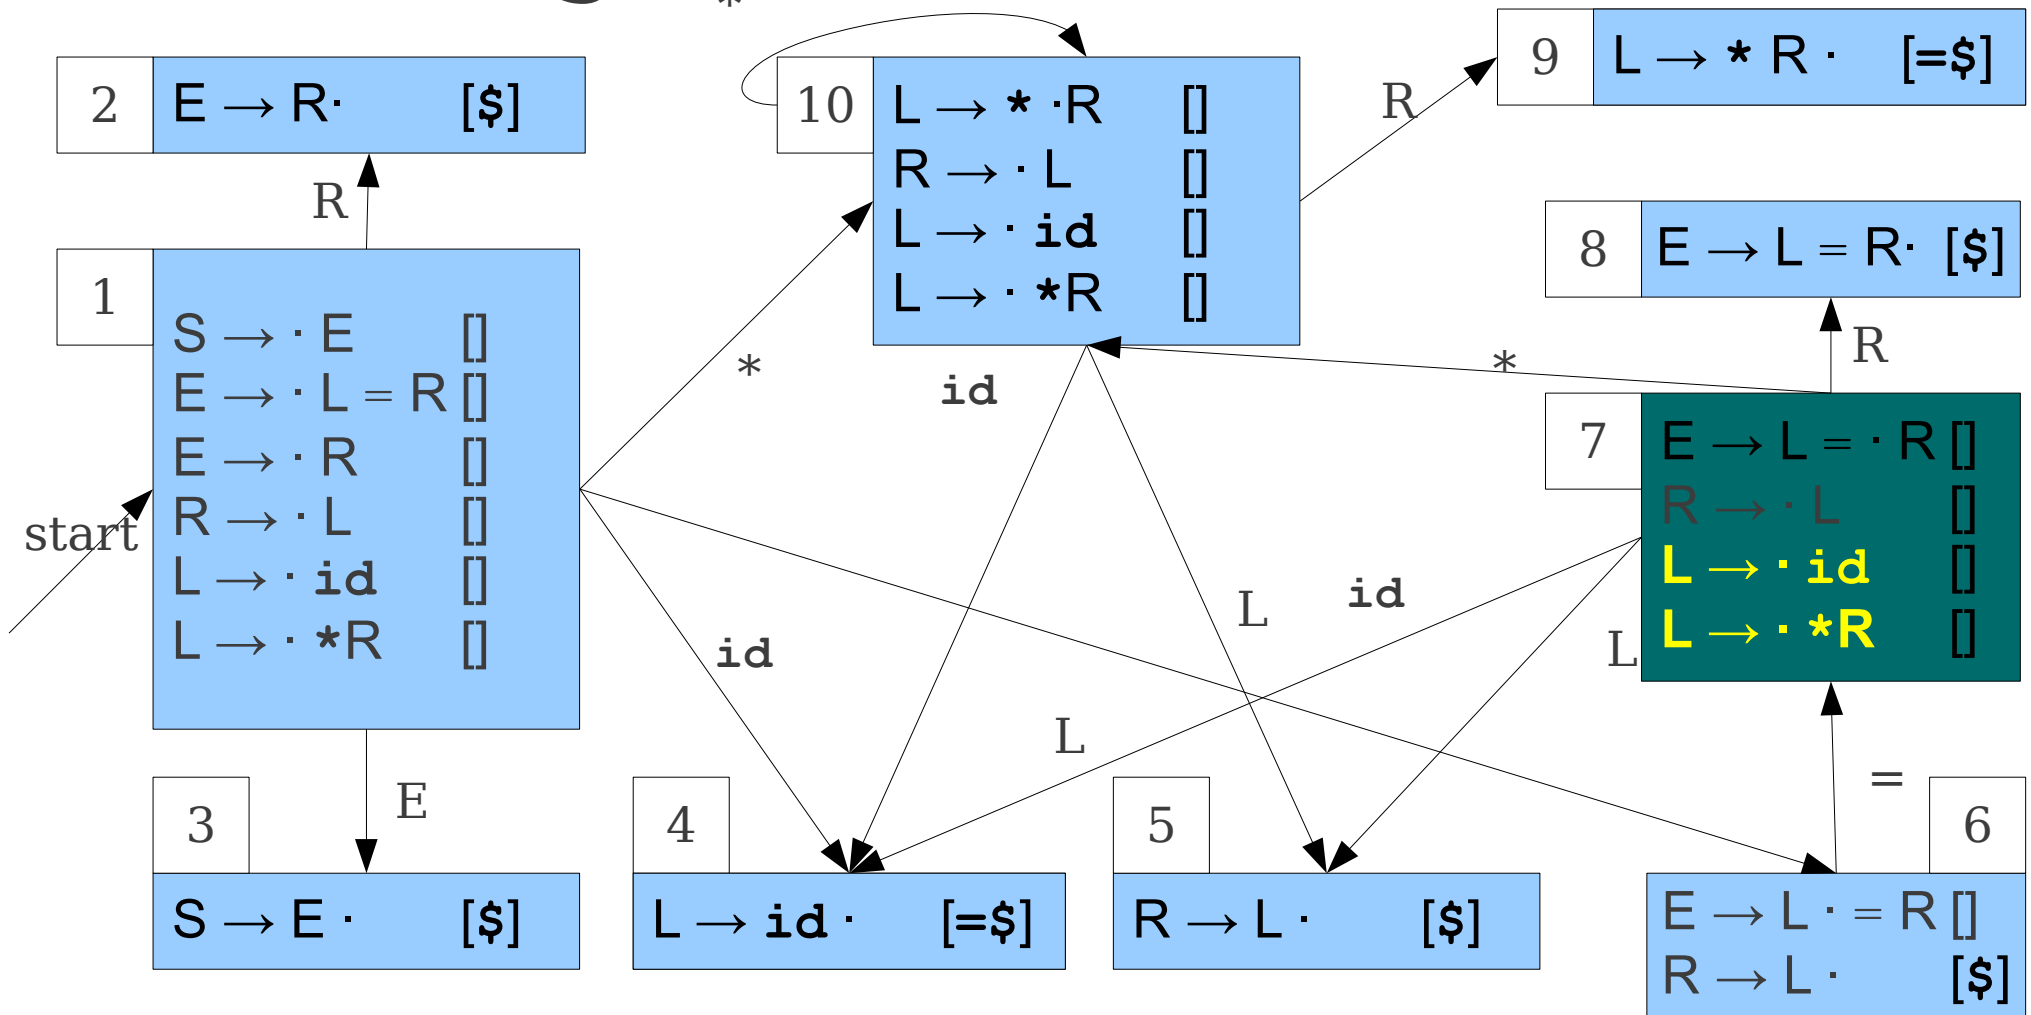 *
2
E → R· [$]
R
1
S → · E []
E → · L = R []
E → · R []
R → · L []
L → · id []
L → · *R []
start
E
3
S → E · [$]
10
L → * ·R []
R → · L []
L → · id []
L → · *R []
R
9
L → * R · [=$]
8
E → L = R· [$]
R
*
*
id
7
E → L = · R []
R → · L []
L → · id []
L → · *R []
id
L
id
L
L
=
4
L → id · [=$]
5
R → L · [$]
6
E → L · = R []
R → L · [$]